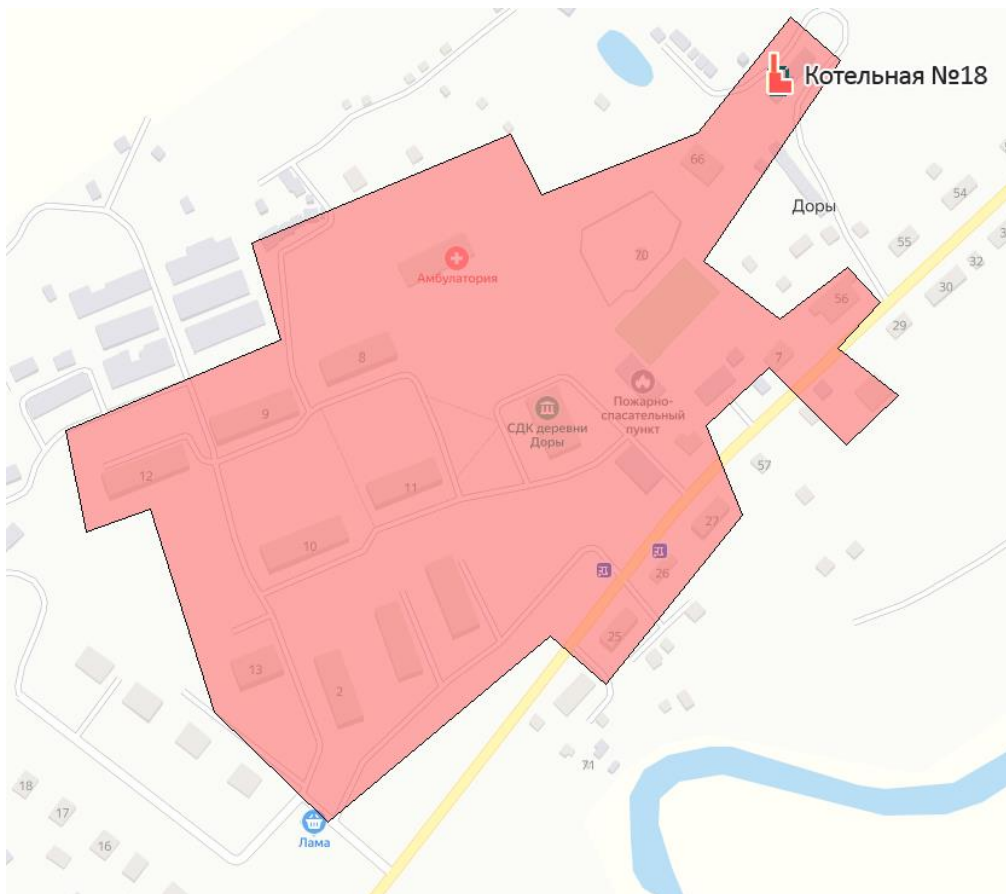 Котельная №18
66
Доры
54
3
55
32
30
29
70
56
7
Амбулатория
8
9
12
11
10
СДК деревни
Доры
Пожарно-
спасательный
пункт
57
27
26
25
13
2
71
18
17
16
Лама